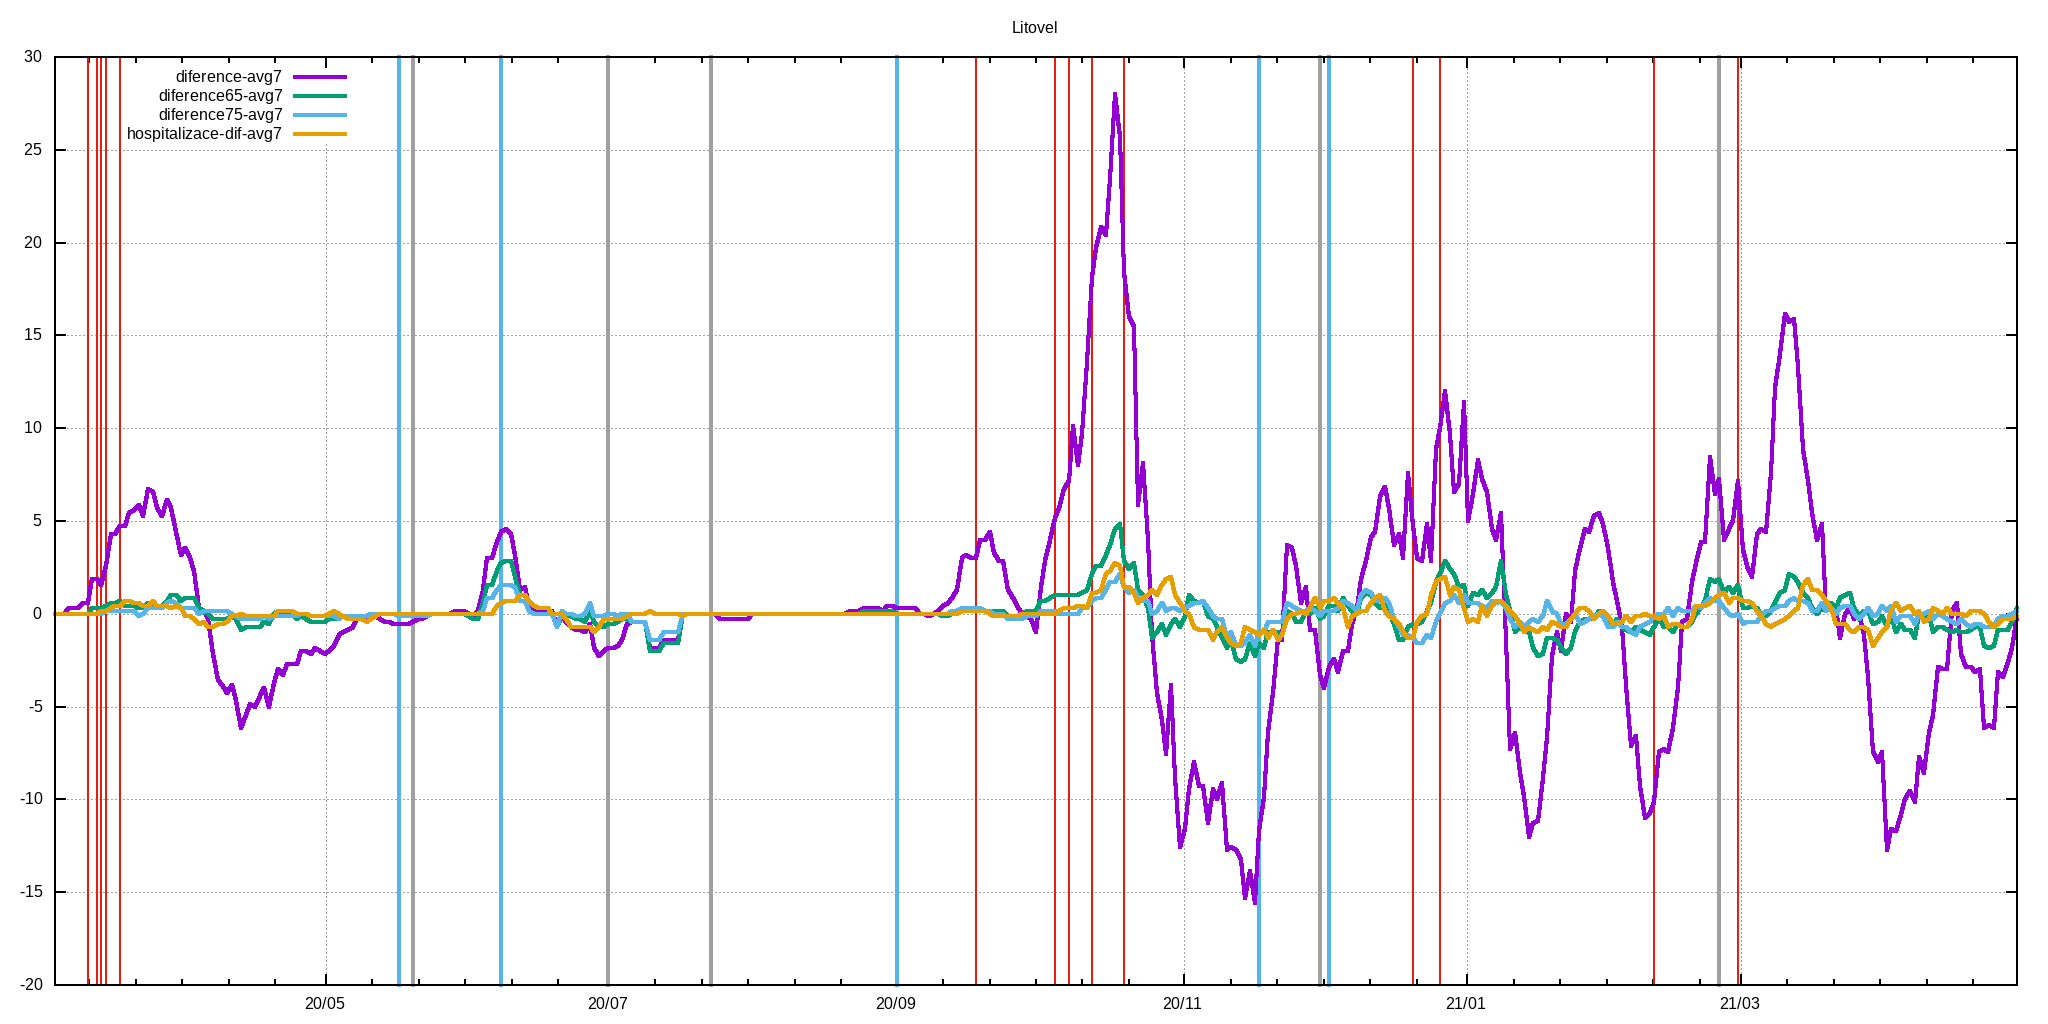 Litovel
30
diference-avg7
diference65-avg7
diference75-avg7
hospitalizace-dif-avg7
25
20
15
10
5
0
-5
-10
-15
-20
20/05 20/07 20/09 20/11 21/01 21/03